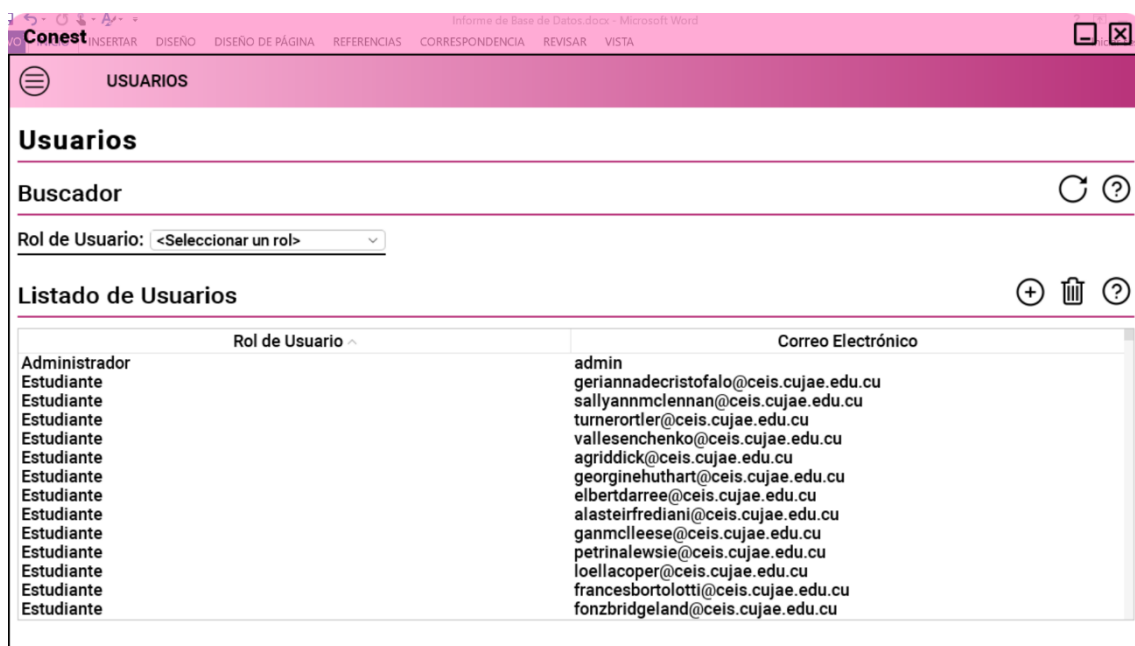 Informe de Base de Datos.docx - Microsoft Word
Conest
INSERTAR DISEÑO DISEÑO DE PÁGINA REFERENCIAS CORRESPONDENCIA REVISAR VISTA
USUARIOS
Usuarios
Buscador
Rol de Usuario: <Seleccionar un rol>
Listado de Usuarios
Rol de Usuario Correo Electrónico
Administrador admin
Estudiante geriannadecristofalo@ceis.cujae.edu.cu
Estudiante sallyannmclennan@ceis.cujae.edu.cu
Estudiante turnerortler@ceis.cujae.edu.cu
Estudiante vallesenchenko@ceis.cujae.edu.cu
Estudiante agriddick@ceis.cujae.edu.cu
Estudiante georginehuthart@ceis.cujae.edu.cu
Estudiante elbertdarree@ceis.cujae.edu.cu
Estudiante alasteirfrediani@ceis.cujae.edu.cu
Estudiante ganmclleese@ceis.cujae.edu.cu
Estudiante petrinalewsie@ceis.cujae.edu.cu
Estudiante loellacoper@ceis.cujae.edu.cu
Estudiante francesbortolotti@ceis.cujae.edu.cu
Estudiante fonzbridgeland@ceis.cujae.edu.cu